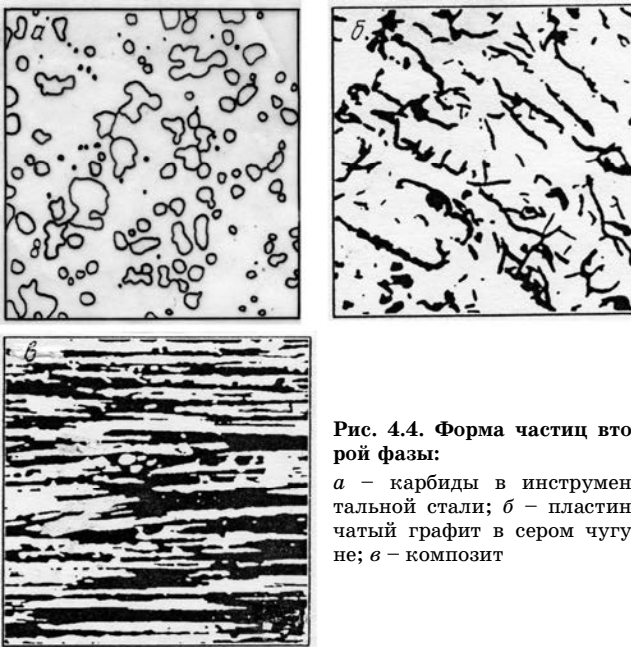 б
в
Рис. 4.4. Форма частиц вто
рой фазы:
а – карбиды в инструмен
тальной стали; б – пластин
чатый графит в сером чугу
не; в – композит